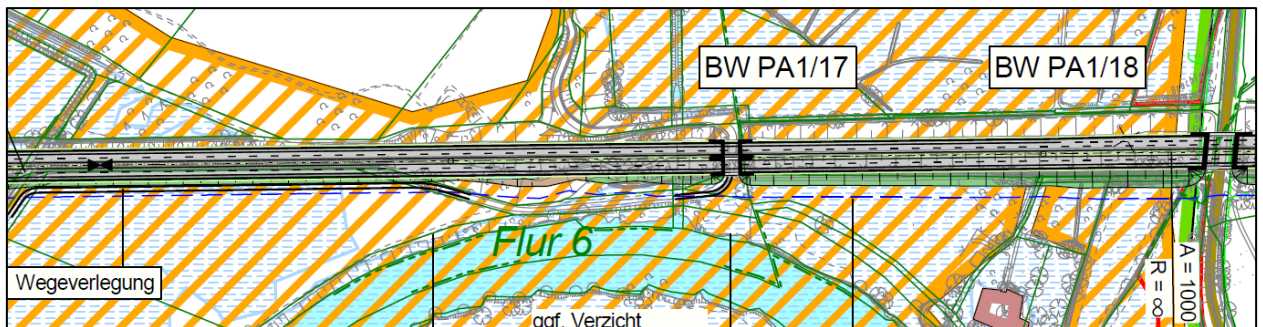 BW PA1/17
BW PA1/18
Flur 6
Wegeverlegung
A = 1000
R = ∞
ggf. Verzicht